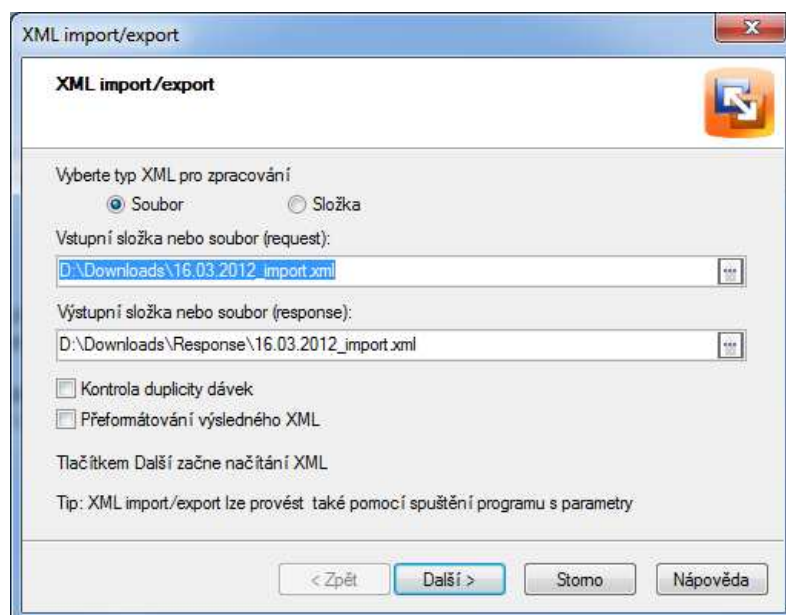 XML import/export
XML import/export
Vyberte typ XML pro zpracování
Soubor Složka
Vstupní složka nebo soubor (request):
D:\Downloads\16.03.2012_import.xml
Výstupní složka nebo soubor (response):
D:\Downloads\Response\16.03.2012_import.xml
Kontrola duplicity dávek
Přeformátování výsledného XML
Tlačítkem Další začne načítání XML
Tip: XML import/export lze provést také pomocí spuštění programu s parametry
< Zpět Další > Storno Nápověda